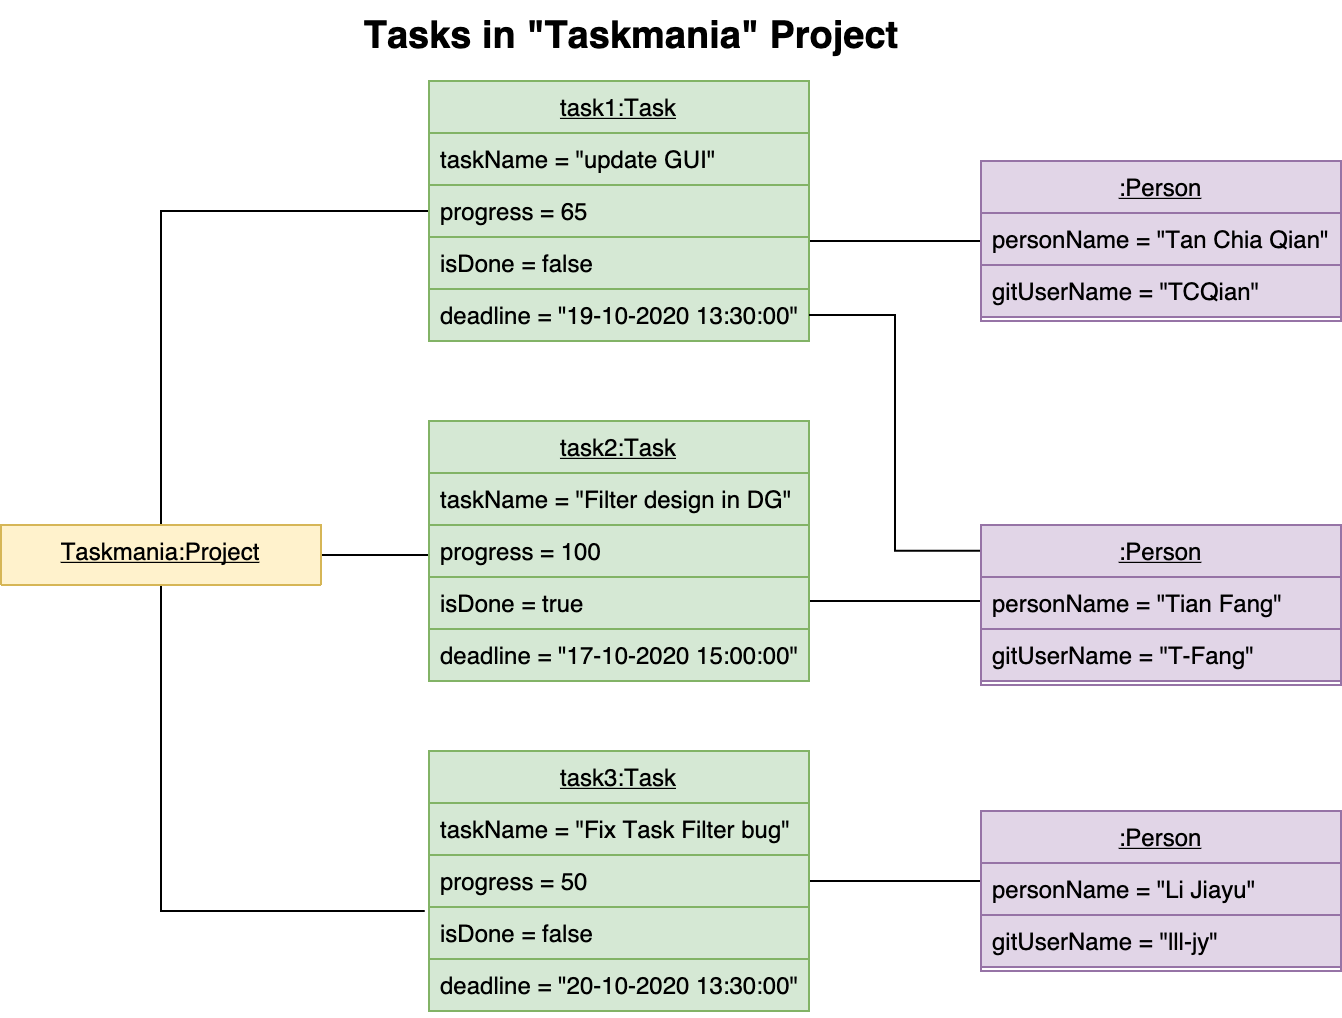 Tasks in "Taskmania" Project
task1:Task
taskName = "update GUI"
progress = 65
isDone = false
deadline = "19-10-2020 13:30:00"
:Person
personName = "Tan Chia Qian"
gitUserName = "TCQian"
task2:Task
taskName = "Filter design in DG"
progress = 100
isDone = true
deadline = "17-10-2020 15:00:00"
Taskmania:Project
:Person
personName = "Tian Fang"
gitUserName = "T-Fang"
task3:Task
taskName = "Fix Task Filter bug"
progress = 50
isDone = false
deadline = "20-10-2020 13:30:00"
:Person
personName = "Li Jiayu"
gitUserName = "lll-jy"